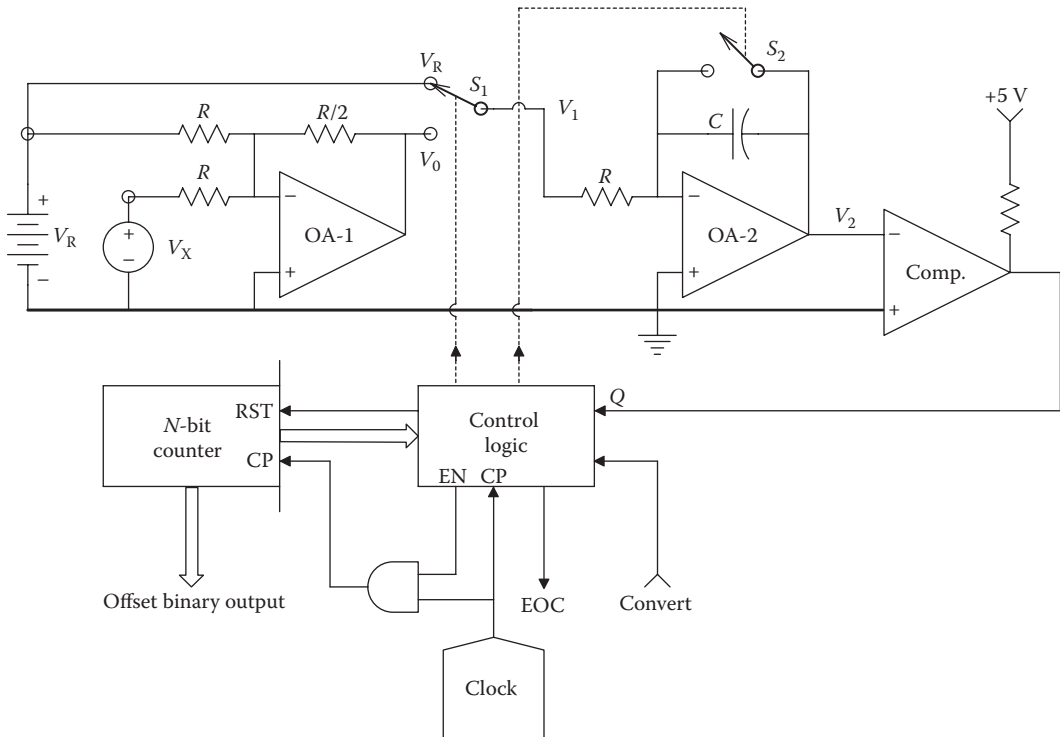 V_R
S_1
S_2
R
R/2
V_1
C
+5 V
V_0
R
R
+
−
OA-1
+
−
OA-2
+
V_2
−
Comp.
+
+
V_R
−
+
−
V_X
N-bit
counter
RST
CP
Control
logic
EN CP
Q
Offset binary output
EOC
Convert
Clock